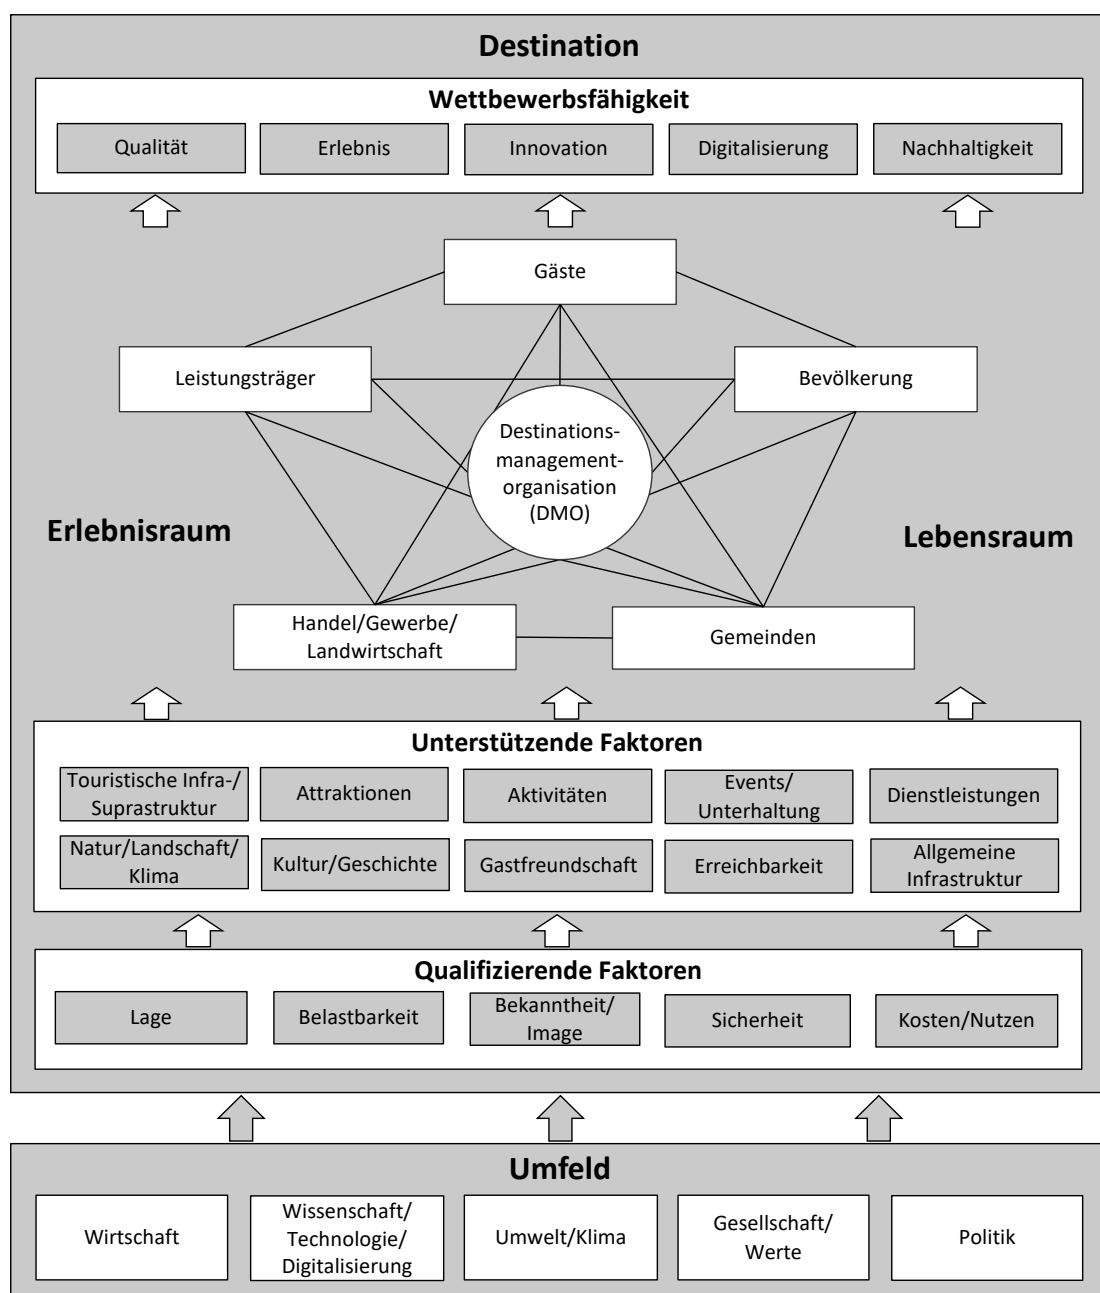 Destination
Wettbewerbsfähigkeit
Qualität
Erlebnis
Innovation
Digitalisierung
Nachhaltigkeit
Gäste
Leistungsträger
Bevölkerung
Destinations-
management-
organisation
(DMO)
Erlebnisraum
Lebensraum
Handel/Gewerbe/
Landwirtschaft
Gemeinden
Unterstützende Faktoren
Touristische Infra-/
Suprastruktur
Attraktionen
Aktivitäten
Events/
Unterhaltung
Dienstleistungen
Natur/Landschaft/
Klima
Kultur/Geschichte
Gastfreundschaft
Erreichbarkeit
Allgemeine
Infrastruktur
Qualifizierende Faktoren
Lage
Belastbarkeit
Bekanntheit/
Image
Sicherheit
Kosten/Nutzen
Umfeld
Wirtschaft
Wissenschaft/
Technologie/
Digitalisierung
Umwelt/Klima
Gesellschaft/
Werte
Politik